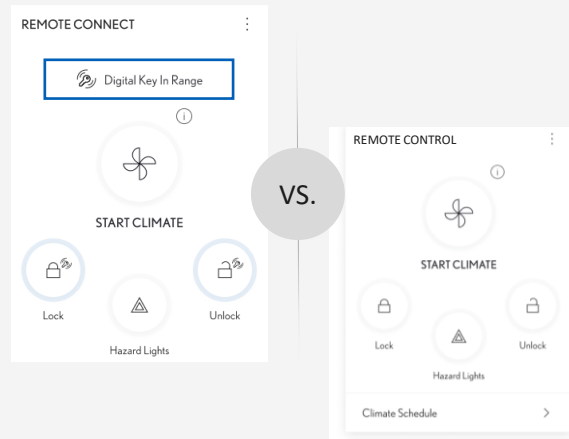 REMOTE CONNECT
Digital Key In Range
START CLIMATE
Lock
Unlock
Hazard Lights
VS.
REMOTE CONTROL
START CLIMATE
Lock
Unlock
Hazard Lights
Climate Schedule